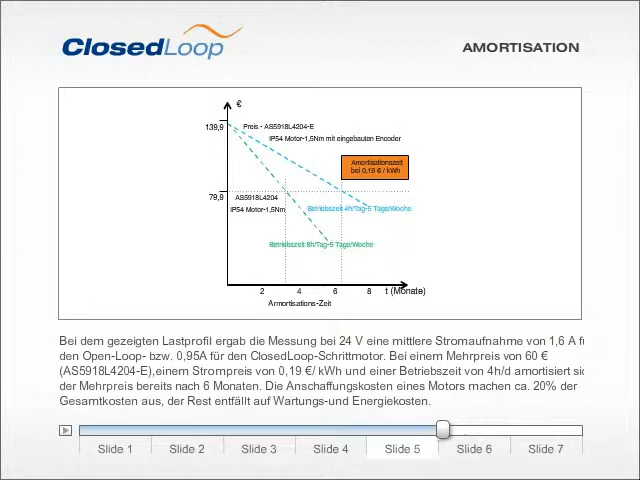 ClosedLoop
AMORTISATION
€
139,9
Preis - AS5918L4204-E
IP54 Motor-1,5Nm mit eingebauten Encoder
Amortisationszeit
bei 0,19 € / kWh
79,9
AS5918L4204
IP54 Motor-1,5Nm
Betriebszeit 4h/Tag-5 Tage/Woche
Betriebszeit 8h/Tag-5 Tage/Woche
2 4 6 8 t (Monate)
Armortisations-Zeit
Bei dem gezeigten Lastprofil ergab die Messung bei 24 V eine mittlere Stromaufnahme von 1,6 A
den Open-Loop- bzw. 0,95A für den ClosedLoop-Schrittmotor. Bei einem Mehrpreis von 60 €
(AS5918L4204-E),einem Strompreis von 0,19 €/ kWh und einer Betriebszeit von 4h/d amortisiert
der Mehrpreis bereits nach 6 Monaten. Die Anschaffungskosten eines Motors machen ca. 20% der
Gesamtkosten aus, der Rest entfällt auf Wartungs-und Energiekosten.
Slide 1 Slide 2 Slide 3 Slide 4 Slide 5 Slide 6 Slide 7